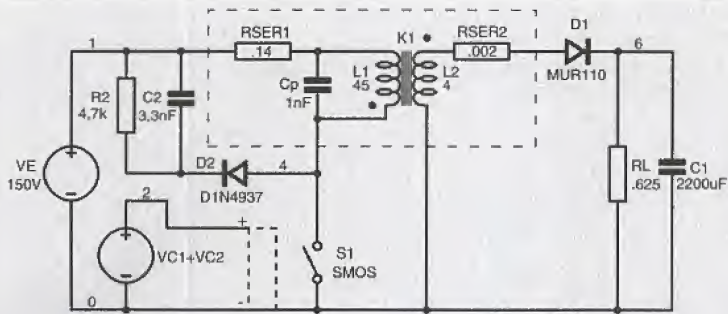 K1
D1
RSER1
.14
RSER2
.002
1
6
R2
4,7k
C2
3,3nF
Cp
1nF
L1
45
L2
4
MUR110
VE
150V
D2
4
D1N4937
RL
.625
C1
2200uF
2
+
-
+
-
+
-
VC1+VC2
S1
SMOS
0